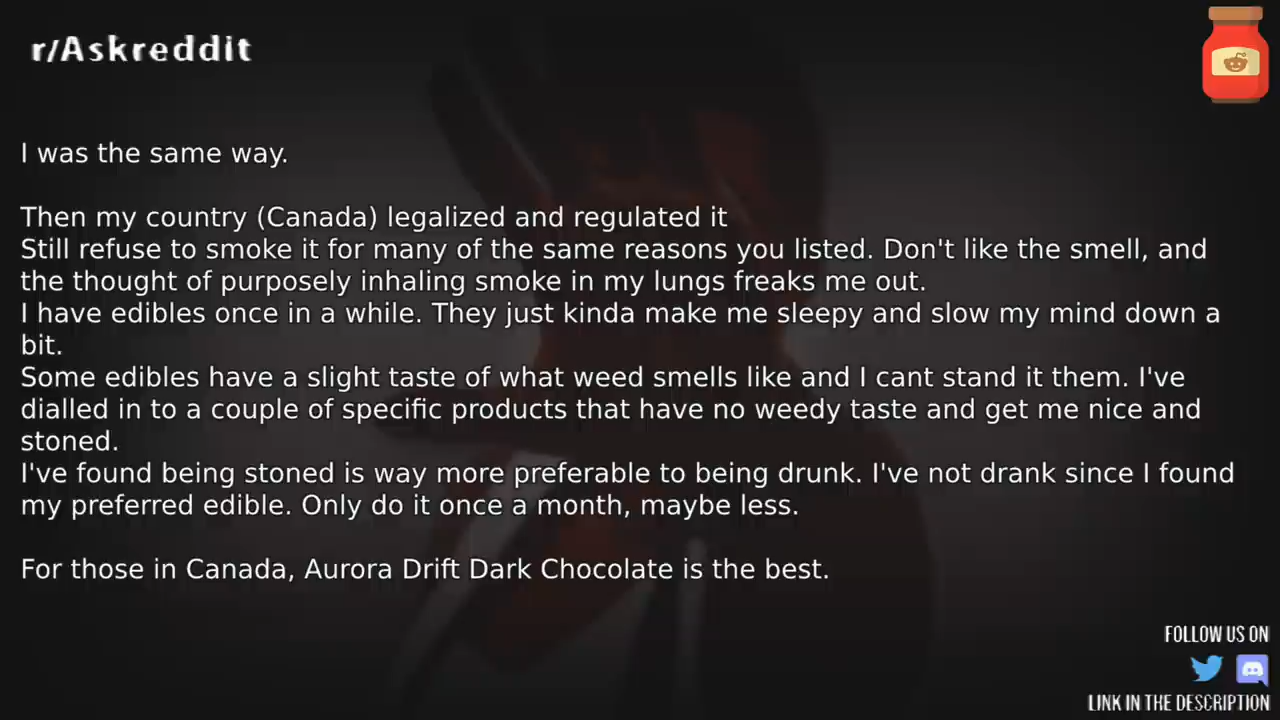 r/Askreddit
I was the same way.
Then my country (Canada) legalized and regulated it
Still refuse to smoke it for many of the same reasons you listed. Don't like the smell, and
the thought of purposely inhaling smoke in my lungs freaks me out.
I have edibles once in a while. They just kinda make me sleepy and slow my mind down a
bit.
Some edibles have a slight taste of what weed smells like and I cant stand it them. I've
dialled in to a couple of specific products that have no weedy taste and get me nice and
stoned.
I've found being stoned is way more preferable to being drunk. I've not drank since I found
my preferred edible. Only do it once a month, maybe less.
For those in Canada, Aurora Drift Dark Chocolate is the best.
FOLLOW US ON
LINK IN THE DESCRIPTION